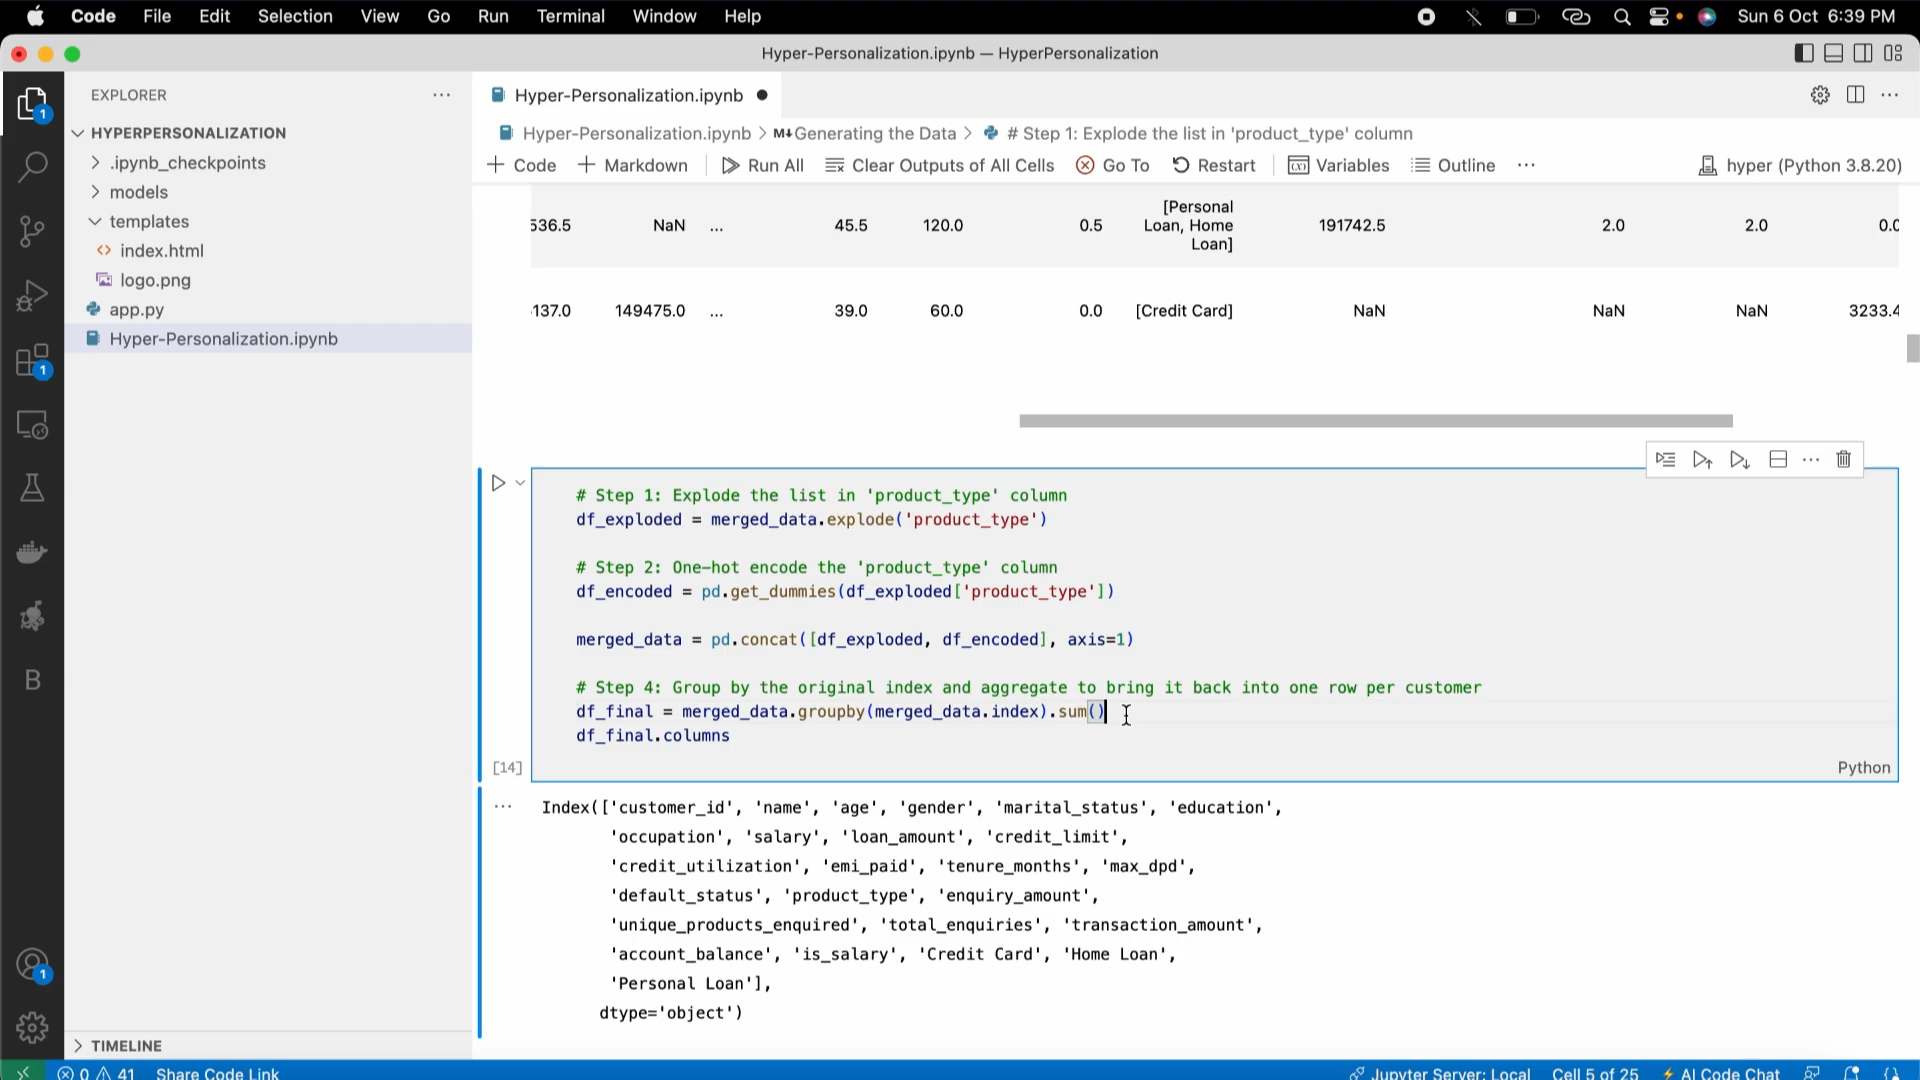 Code File Edit Selection View Go Run Terminal Window Help Sun 6 Oct 6:39 PM
Hyper-Personalization.ipynb — HyperPersonalization
EXPLORER
HYPERPERSONALIZATION
.ipynb_checkpoints
models
templates
index.html
logo.png
app.py
Hyper-Personalization.ipynb
TIMELINE
1
1
B
1
Hyper-Personalization.ipynb
Hyper-Personalization.ipynb > M↓Generating the Data > # Step 1: Explode the list in 'product_type' column
+ Code + Markdown Run All Clear Outputs of All Cells Go To Restart Variables Outline ... hyper (Python 3.8.20)
[Personal
536.5 NaN ... 45.5 120.0 0.5 Loan, Home 191742.5 2.0 2.0 0.0
Loan]
137.0 149475.0 ... 39.0 60.0 0.0 [Credit Card] NaN NaN NaN 3233.4
# Step 1: Explode the list in 'product_type' column
df_exploded = merged_data.explode('product_type')
# Step 2: One-hot encode the 'product_type' column
df_encoded = pd.get_dummies(df_exploded['product_type'])
merged_data = pd.concat([df_exploded, df_encoded], axis=1)
# Step 4: Group by the original index and aggregate to bring it back into one row per customer
df_final = merged_data.groupby(merged_data.index).sum()
df_final.columns
[14] Python
... Index(['customer_id', 'name', 'age', 'gender', 'marital_status', 'education',
'occupation', 'salary', 'loan_amount', 'credit_limit',
'credit_utilization', 'emi_paid', 'tenure_months', 'max_dpd',
'default_status', 'product_type', 'enquiry_amount',
'unique_products_enquired', 'total_enquiries', 'transaction_amount',
'account_balance', 'is_salary', 'Credit Card', 'Home Loan',
'Personal Loan'],
dtype='object')
0 41 Share Code Link Jupyter Server: Local Cell 5 of 25 AI Code Chat